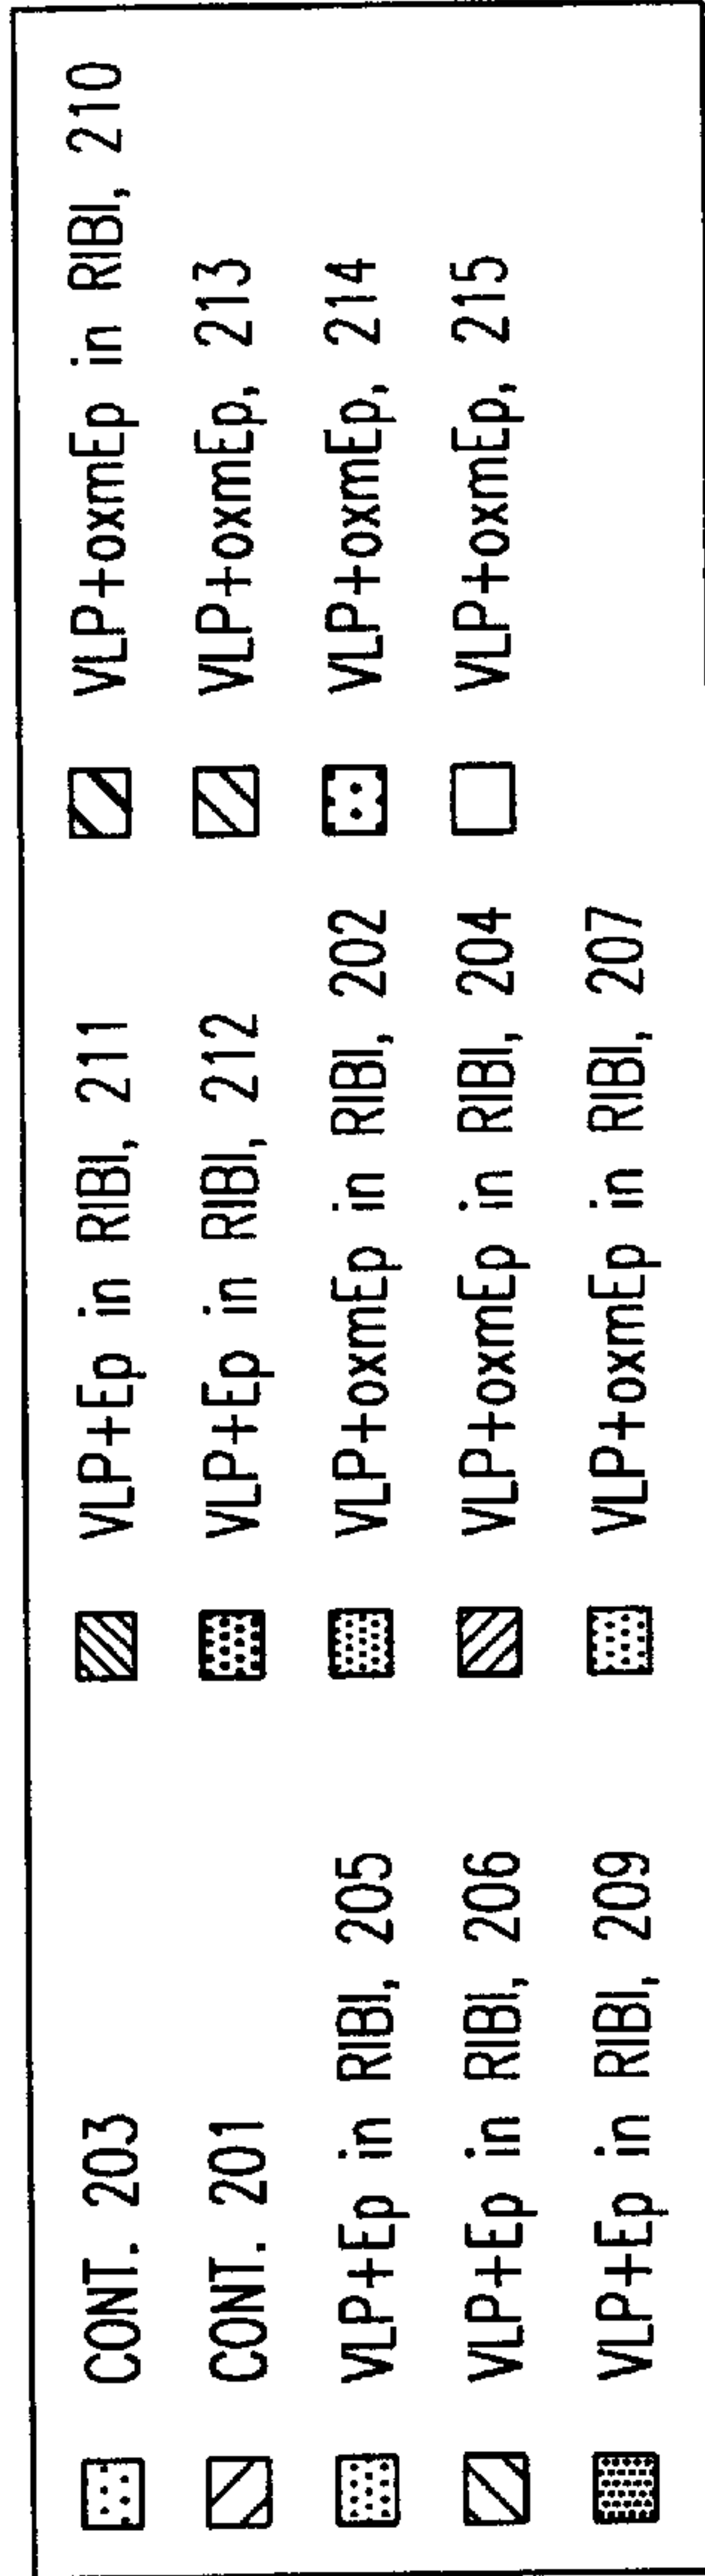 CONT. 203
CONT. 201
VLP+Ep in RIBI, 205
VLP+Ep in RIBI, 206
VLP+Ep in RIBI, 209
VLP+Ep in RIBI, 211
VLP+Ep in RIBI, 212
VLP+oxmEp in RIBI, 202
VLP+oxmEp in RIBI, 204
VLP+oxmEp in RIBI, 207
VLP+oxmEp in RIBI, 210
VLP+oxmEp, 213
VLP+oxmEp, 214
VLP+oxmEp, 215